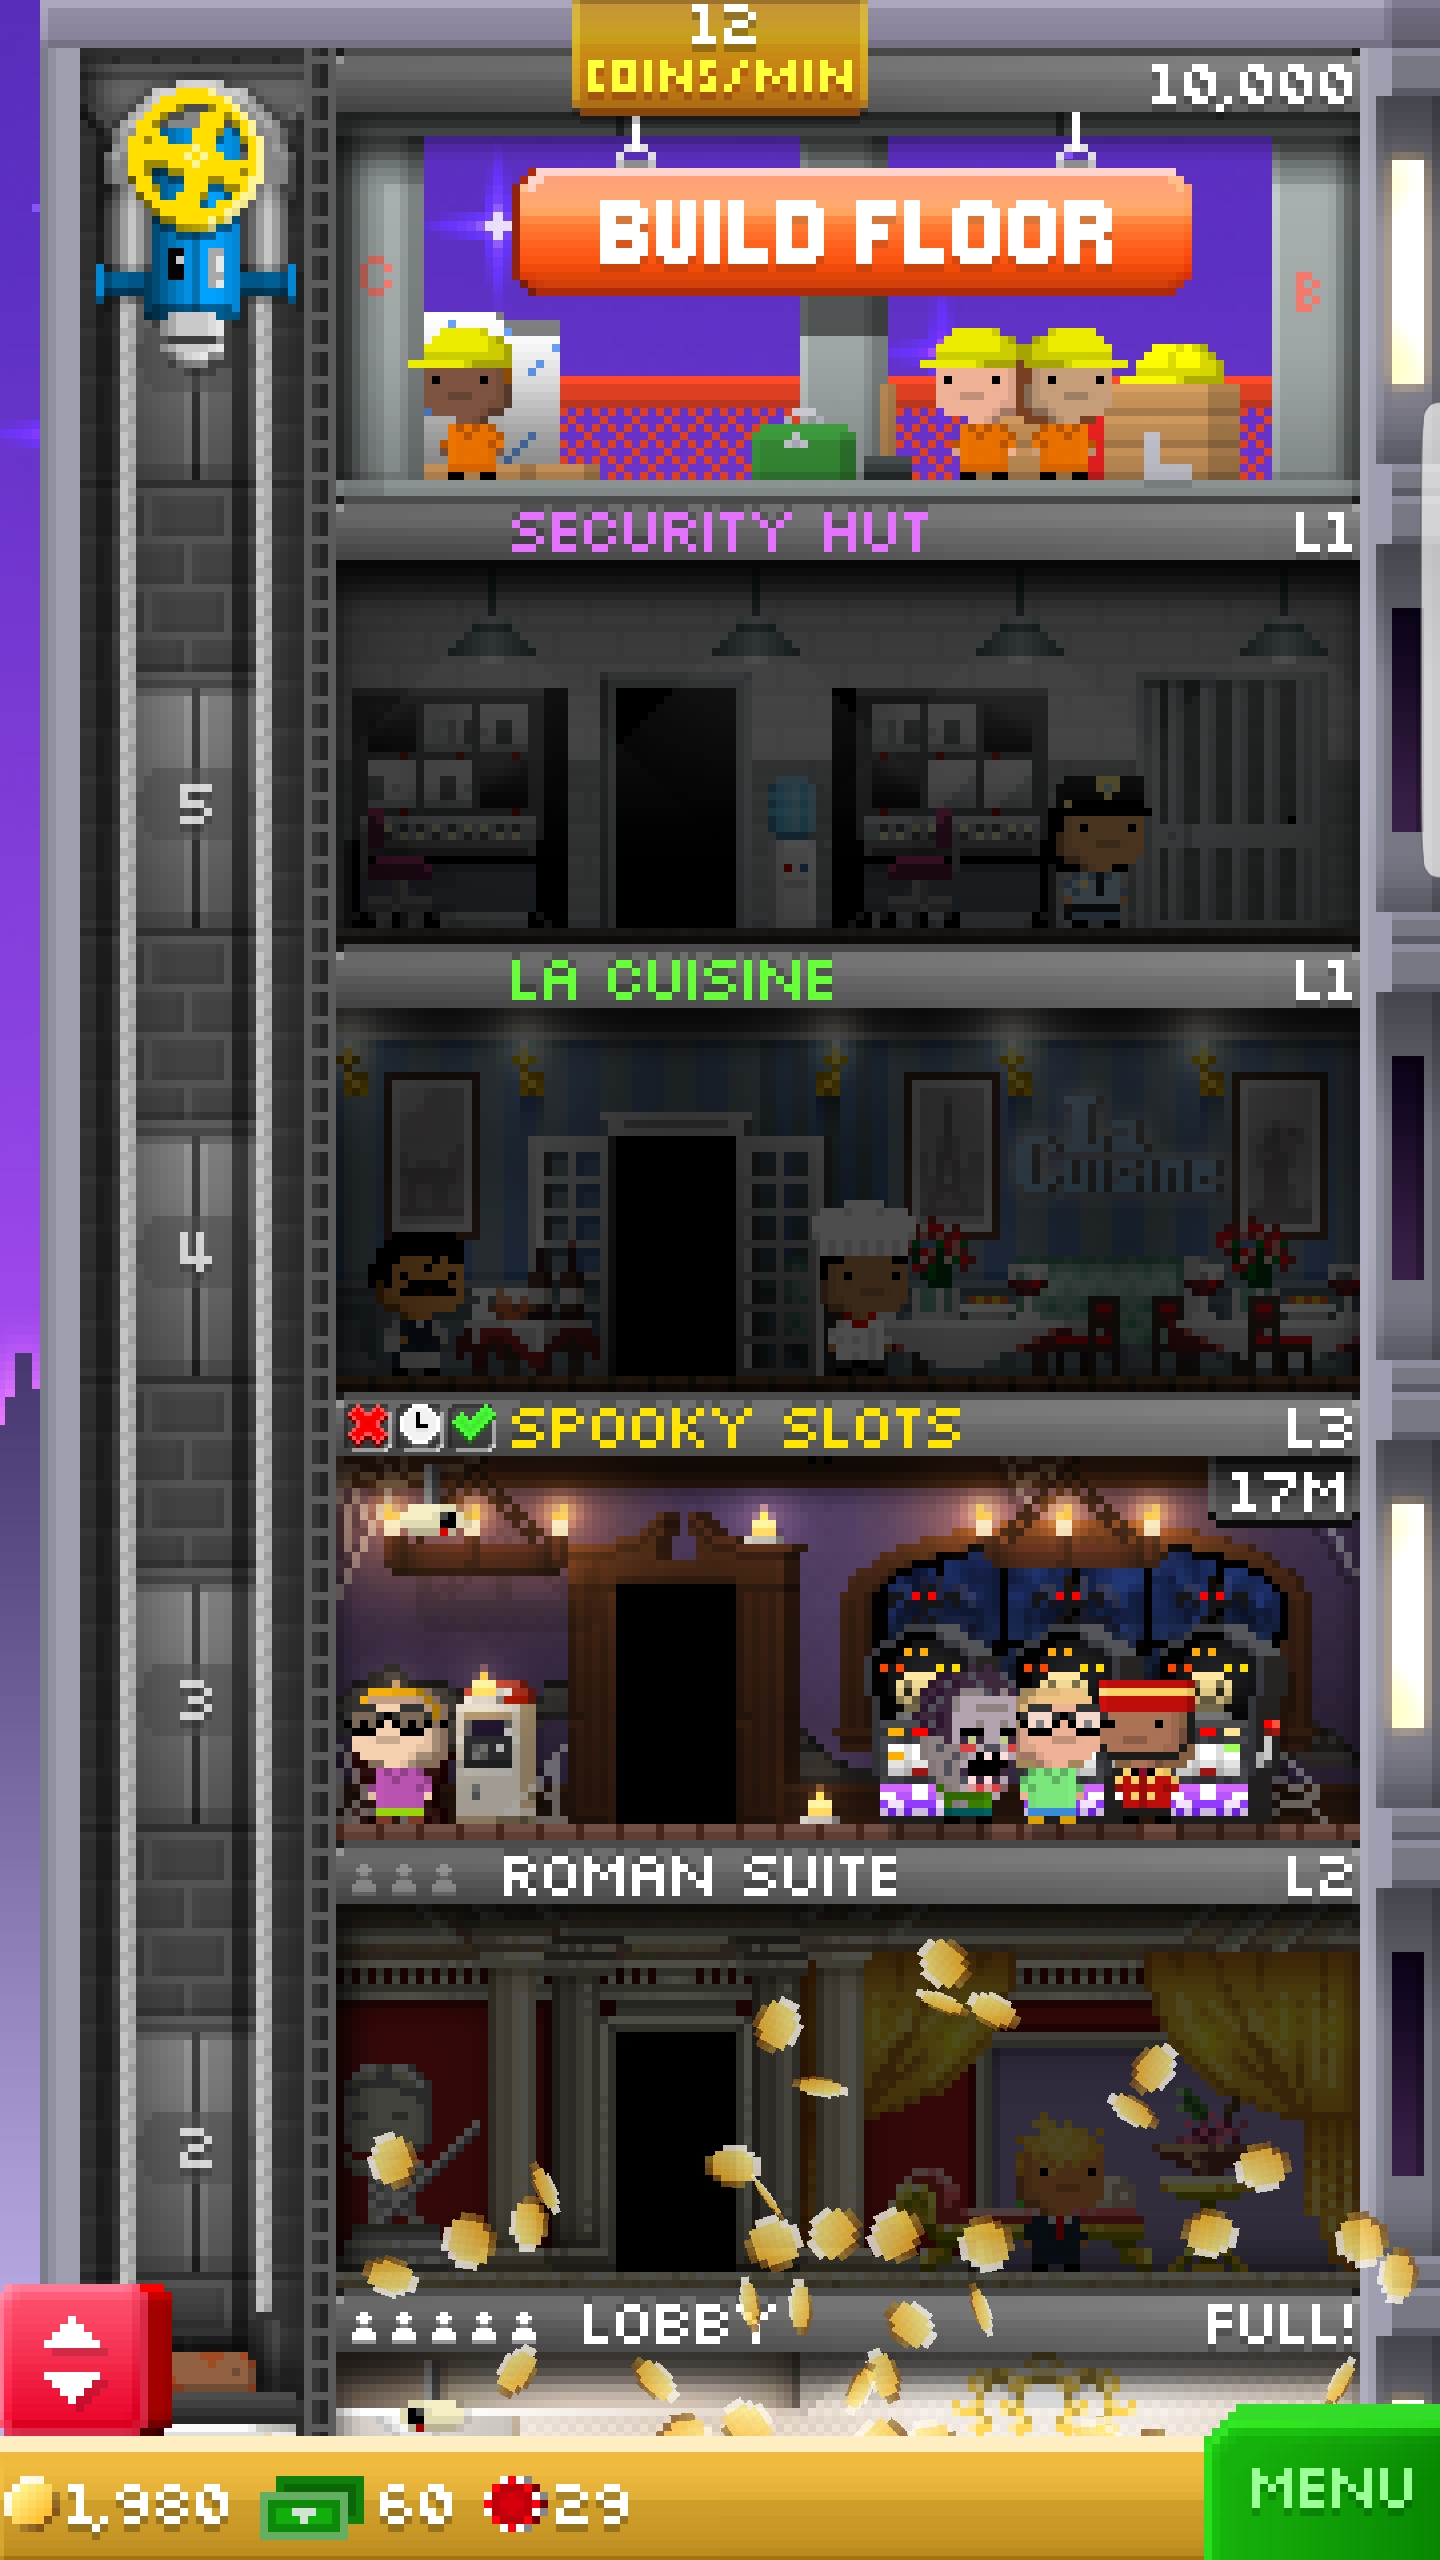 12
COINS/MIN
10,000
BUILD FLOOR
C
B
SECURITY HUT L1
5
LA CUISINE L1
La
Cuisine
4
SPOOKY SLOTS L3
17M
3
ROMAN SUITE L2
2
LOBBY FULL!
1,980 60 29
MENU